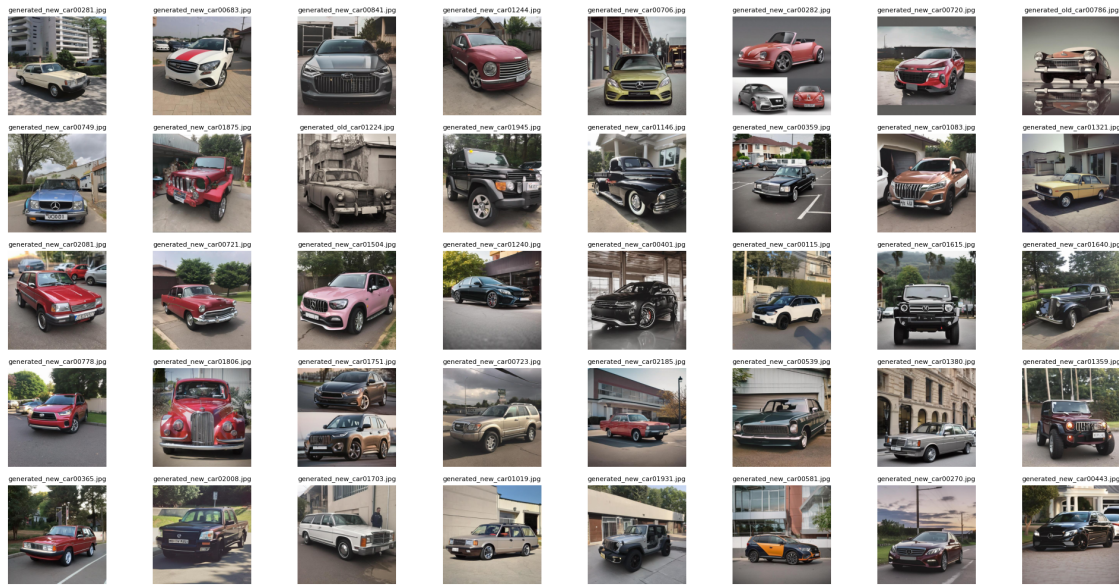 generated_new_car00281.jpg
generated_new_car00683.jpg
generated_new_car00841.jpg
generated_new_car01244.jpg
generated_new_car00706.jpg
generated_new_car00282.jpg
generated_new_car00720.jpg
generated_old_car00786.jpg
generated_new_car00749.jpg
generated_new_car01875.jpg
generated_old_car01224.jpg
generated_new_car01945.jpg
generated_new_car01146.jpg
generated_new_car00359.jpg
generated_new_car01083.jpg
generated_new_car01321.jpg
generated_new_car02081.jpg
generated_new_car00721.jpg
generated_new_car01504.jpg
generated_new_car01240.jpg
generated_new_car00401.jpg
generated_new_car00115.jpg
generated_new_car01615.jpg
generated_new_car01640.jpg
generated_new_car00778.jpg
generated_new_car01806.jpg
generated_new_car01751.jpg
generated_new_car00723.jpg
generated_new_car02185.jpg
generated_new_car00539.jpg
generated_new_car01380.jpg
generated_new_car01359.jpg
generated_new_car00365.jpg
generated_new_car02008.jpg
generated_new_car01703.jpg
generated_new_car01019.jpg
generated_new_car01931.jpg
generated_new_car00581.jpg
generated_new_car00270.jpg
generated_new_car00443.jpg